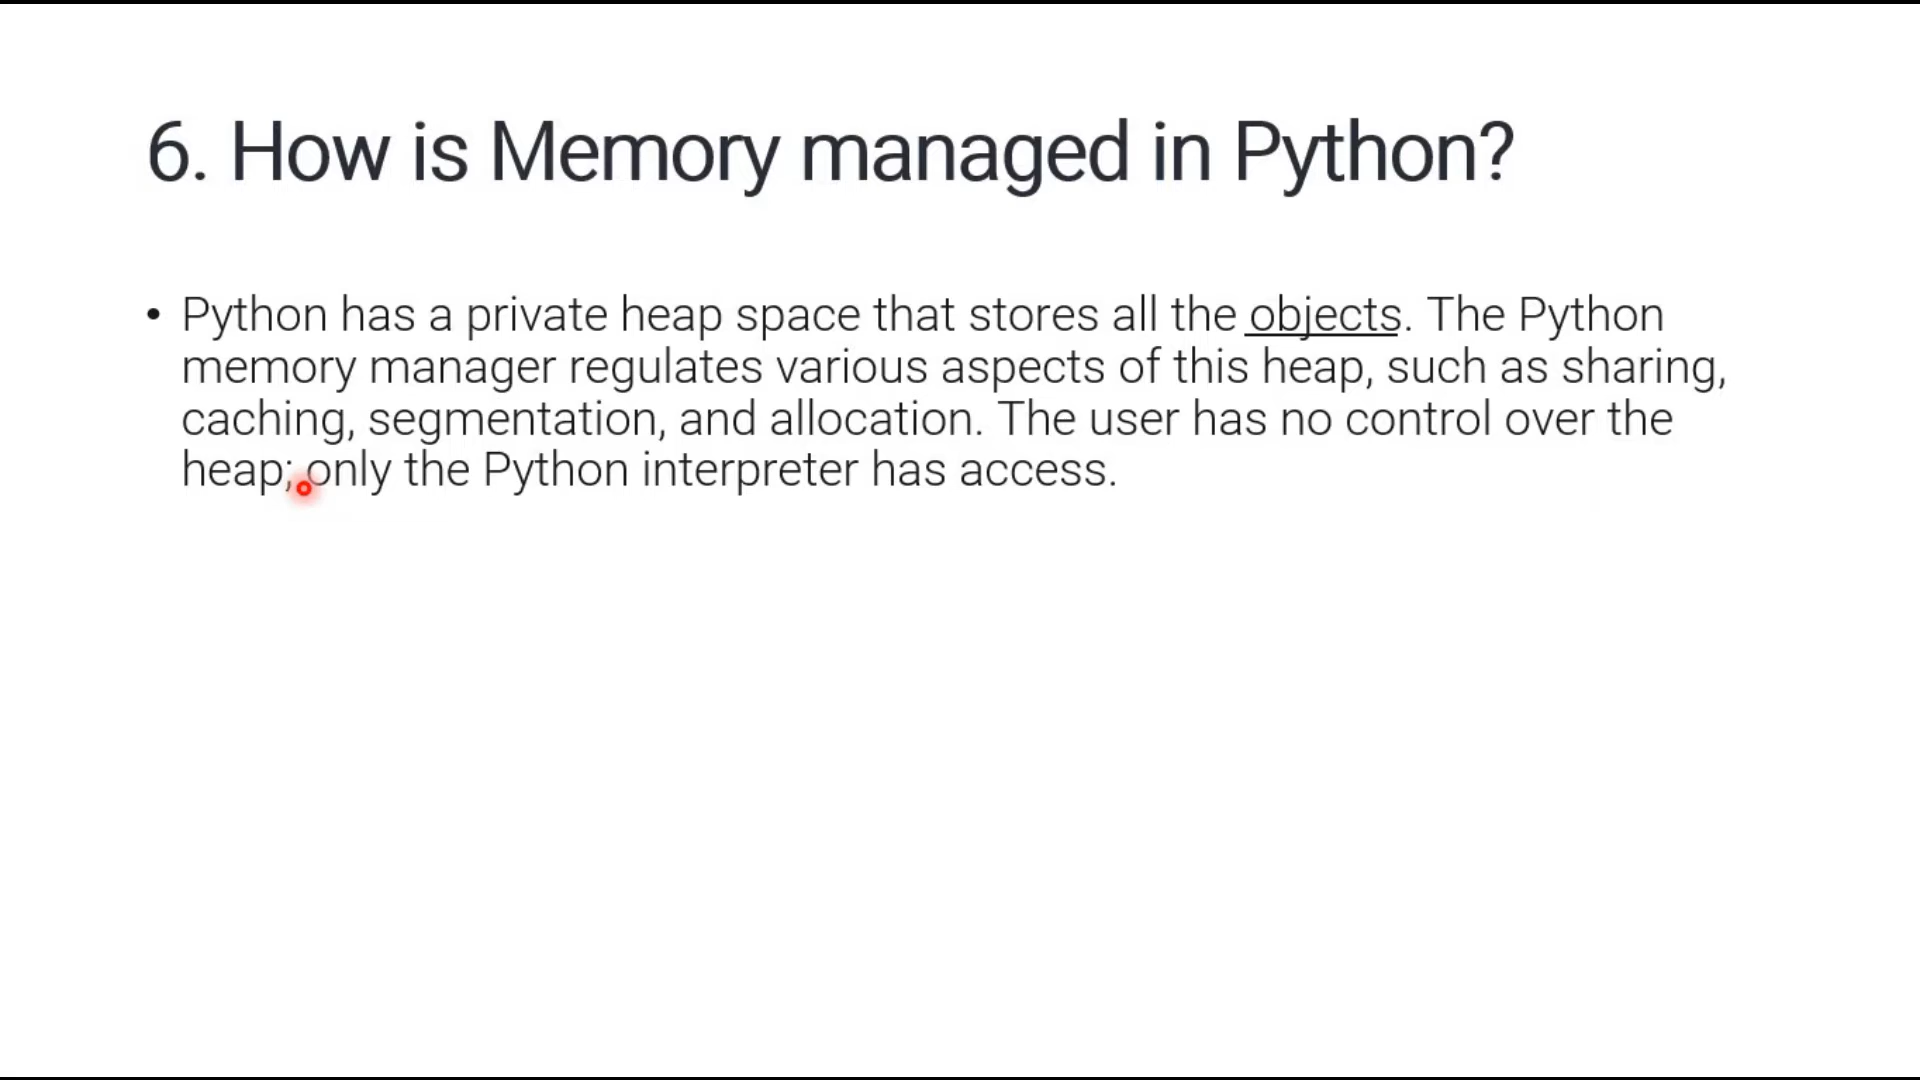 6. How is Memory managed in Python?
• Python has a private heap space that stores all the objects. The Python
memory manager regulates various aspects of this heap, such as sharing,
caching, segmentation, and allocation. The user has no control over the
heap; only the Python interpreter has access.